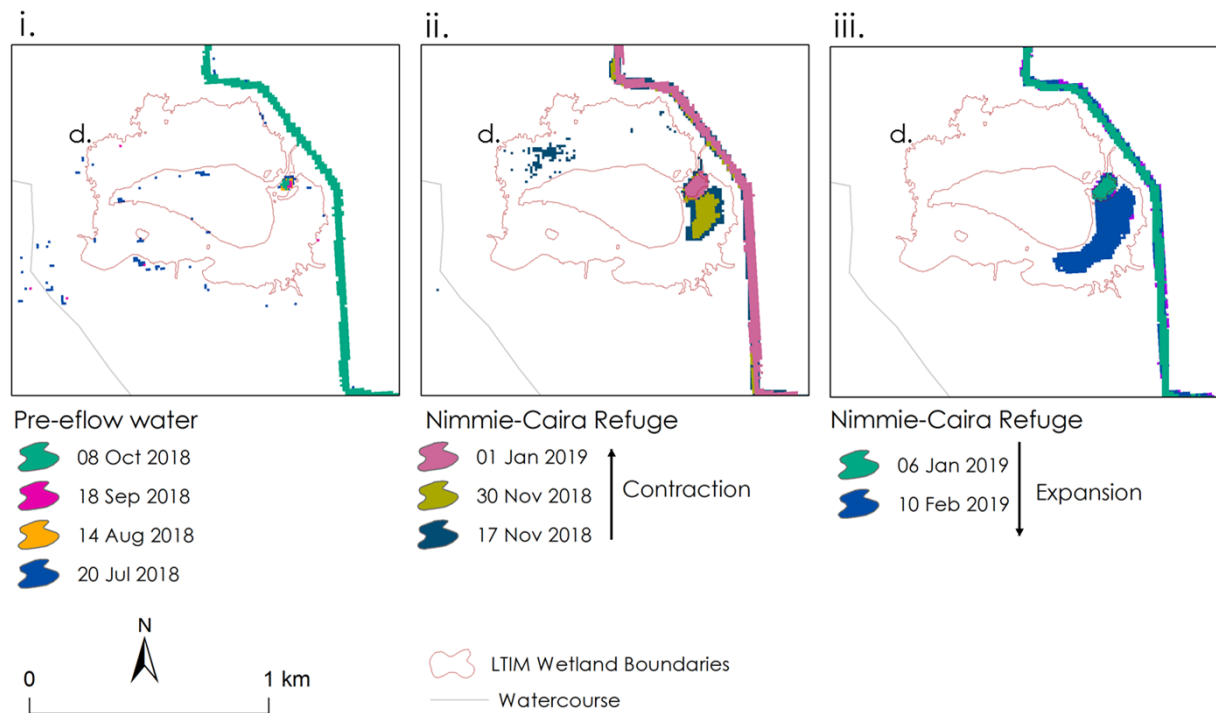 i.
ii.
iii.
d.
d.
d.
Pre-eflow water
08 Oct 2018
18 Sep 2018
14 Aug 2018
20 Jul 2018
Nimmie-Caira Refuge
01 Jan 2019
30 Nov 2018
17 Nov 2018
Contraction
Nimmie-Caira Refuge
06 Jan 2019
10 Feb 2019
Expansion
N
0
1 km
LTIM Wetland Boundaries
Watercourse